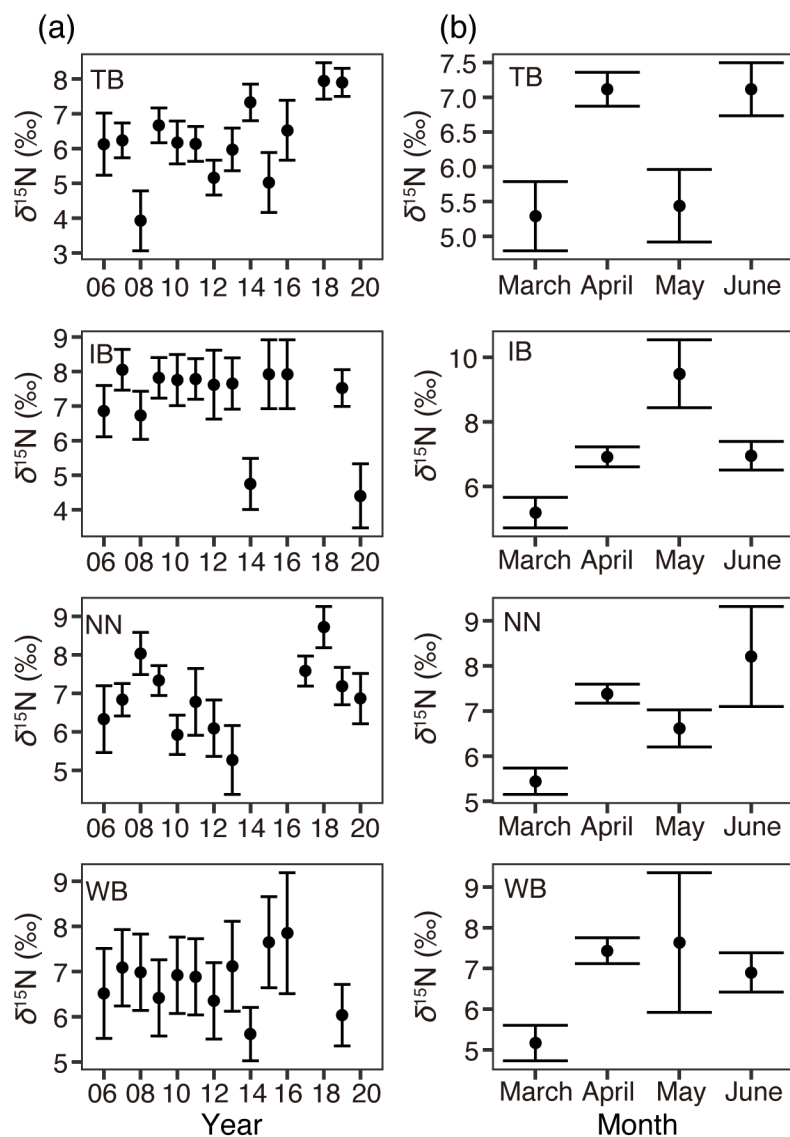 (a)
(b)
TB
δ¹⁵N (‰)
8
7
6
5
4
3
06 08 10 12 14 16 18 20
TB
δ¹⁵N (‰)
7.5
7.0
6.5
6.0
5.5
5.0
March April May June
IB
δ¹⁵N (‰)
9
8
7
6
5
4
06 08 10 12 14 16 18 20
IB
δ¹⁵N (‰)
10
8
6
March April May June
NN
δ¹⁵N (‰)
9
8
7
6
5
06 08 10 12 14 16 18 20
NN
δ¹⁵N (‰)
9
8
7
6
5
March April May June
WB
δ¹⁵N (‰)
9
8
7
6
5
06 08 10 12 14 16 18 20
Year
WB
δ¹⁵N (‰)
9
8
7
6
5
March April May June
Month